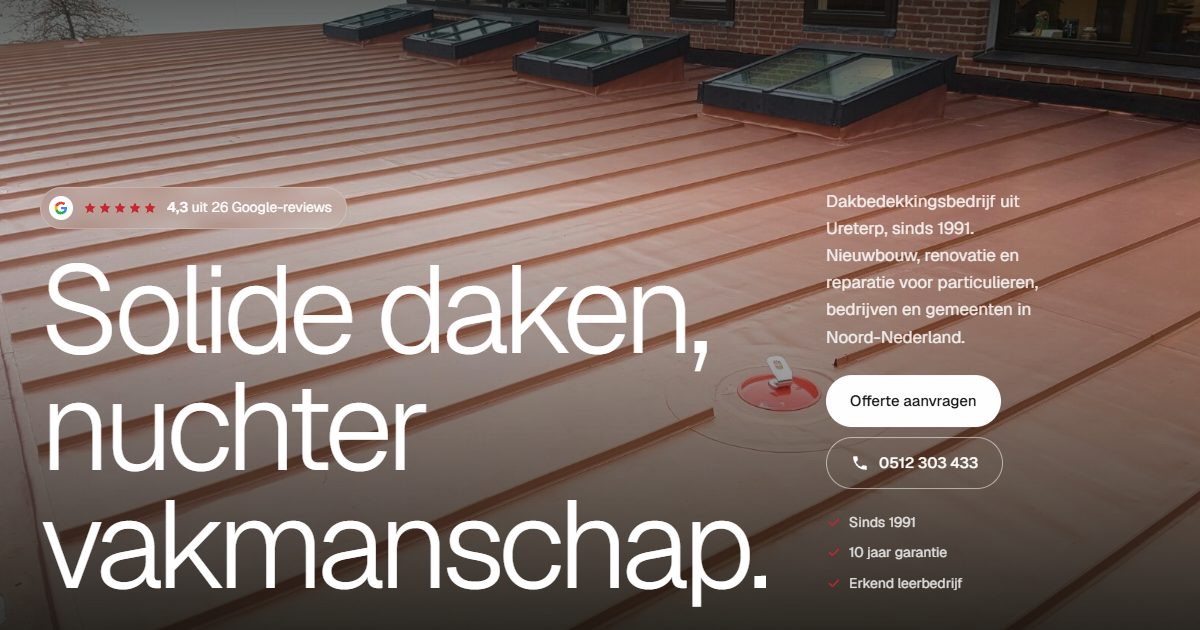 4,3 uit 26 Google-reviews
Solide daken,
nuchter
vakmanschap.
Dakbedekkingsbedrijf uit
Ureterp, sinds 1991.
Nieuwbouw, renovatie en
reparatie voor particulieren,
bedrijven en gemeenten in
Noord-Nederland.
Offerte aanvragen
0512 303 433
Sinds 1991
10 jaar garantie
Erkend leerbedrijf